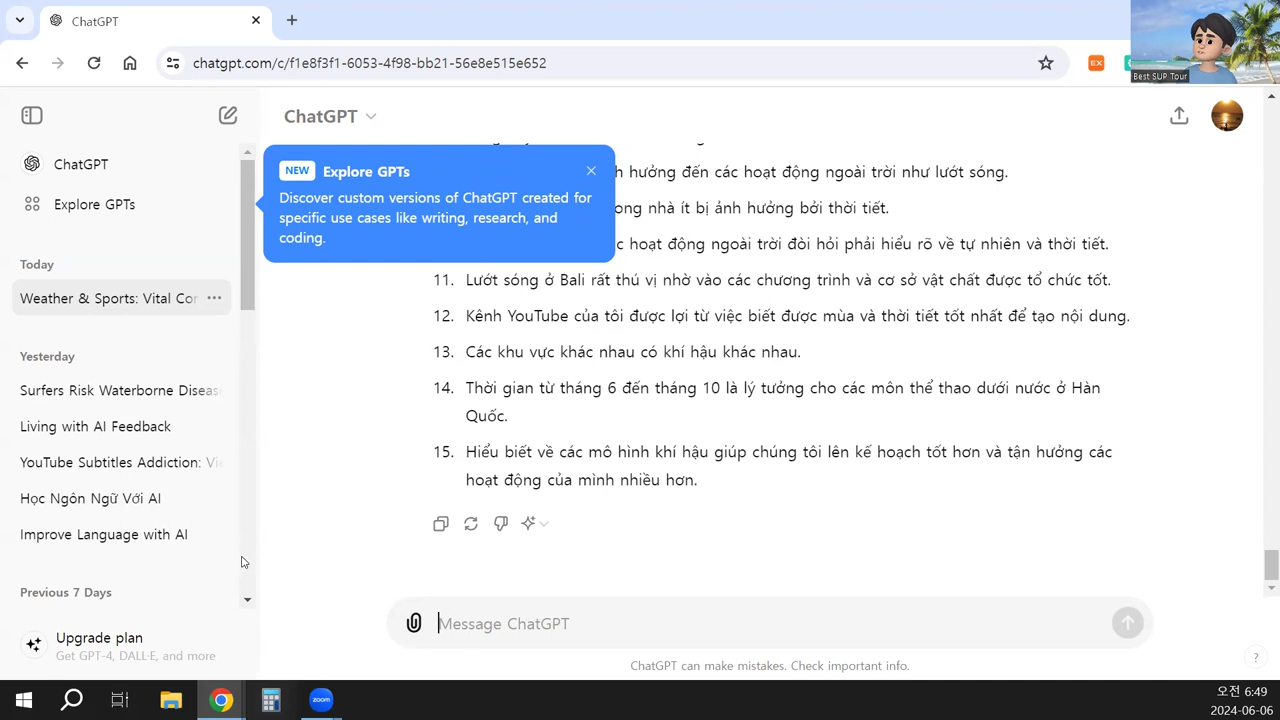 ChatGPT
chatgpt.com/c/f1e8f3f1-6053-4f98-bb21-56e8e515e652
EX
Best SUP Tour
ChatGPT
ChatGPT
Explore GPTs
NEW Explore GPTs
Discover custom versions of ChatGPT created for
specific use cases like writing, research, and
coding.
Today
Weather & Sports: Vital Cor
Yesterday
Surfers Risk Waterborne Diseas
Living with AI Feedback
YouTube Subtitles Addiction: Vi
Học Ngôn Ngữ Với AI
Improve Language with AI
Previous 7 Days
Upgrade plan
Get GPT-4, DALL·E, and more
hưởng đến các hoạt động ngoài trời như lướt sóng.
ong nhà ít bị ảnh hưởng bởi thời tiết.
c hoạt động ngoài trời đòi hỏi phải hiểu rõ về tự nhiên và thời tiết.
11. Lướt sóng ở Bali rất thú vị nhờ vào các chương trình và cơ sở vật chất được tổ chức tốt.
12. Kênh YouTube của tôi được lợi từ việc biết được mùa và thời tiết tốt nhất để tạo nội dung.
13. Các khu vực khác nhau có khí hậu khác nhau.
14. Thời gian từ tháng 6 đến tháng 10 là lý tưởng cho các môn thể thao dưới nước ở Hàn
Quốc.
15. Hiểu biết về các mô hình khí hậu giúp chúng tôi lên kế hoạch tốt hơn và tận hưởng các
hoạt động của mình nhiều hơn.
Message ChatGPT
ChatGPT can make mistakes. Check important info.
?
zoom
오전 6:49
2024-06-06